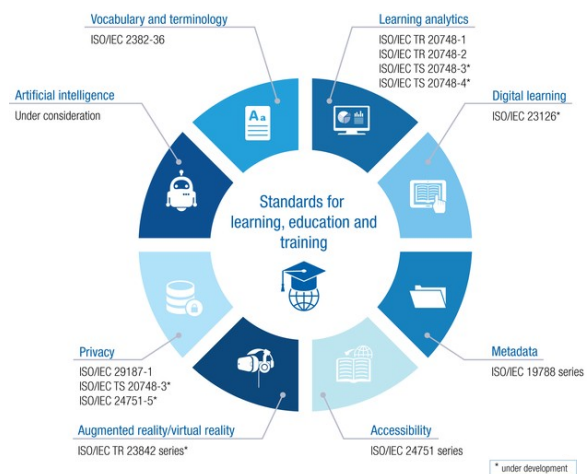 Vocabulary and terminology
ISO/IEC 2382-36
Learning analytics
ISO/IEC TR 20748-1
ISO/IEC TR 20748-2
ISO/IEC TS 20748-3*
ISO/IEC TS 20748-4*
Artificial intelligence
Under consideration
Digital learning
ISO/IEC 23126*
Aa
Standards for
learning, education and
training
Privacy
ISO/IEC 29187-1
ISO/IEC TS 20748-3*
ISO/IEC 24751-5*
Metadata
ISO/IEC 19788 series
Augmented reality/virtual reality
ISO/IEC TR 23842 series*
Accessibility
ISO/IEC 24751 series
* under development